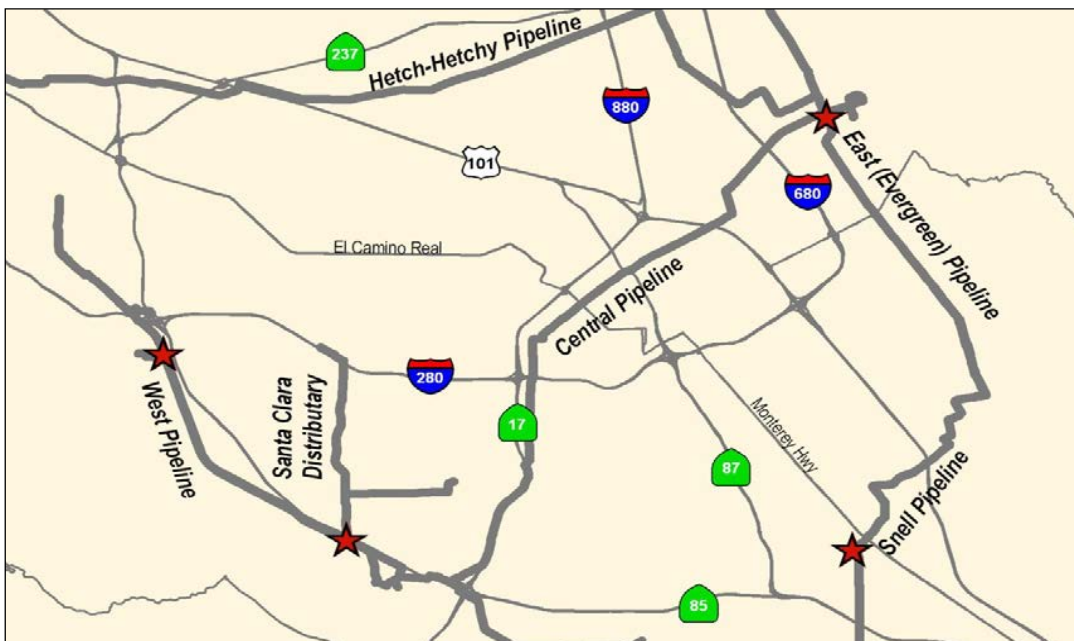 237
Hetch-Hetchy Pipeline
880
101
East (Evergreen) Pipeline
680
El Camino Real
Central Pipeline
280
West Pipeline
Santa Clara
Distributary
17
Monterey Hwy
87
Snell Pipeline
85